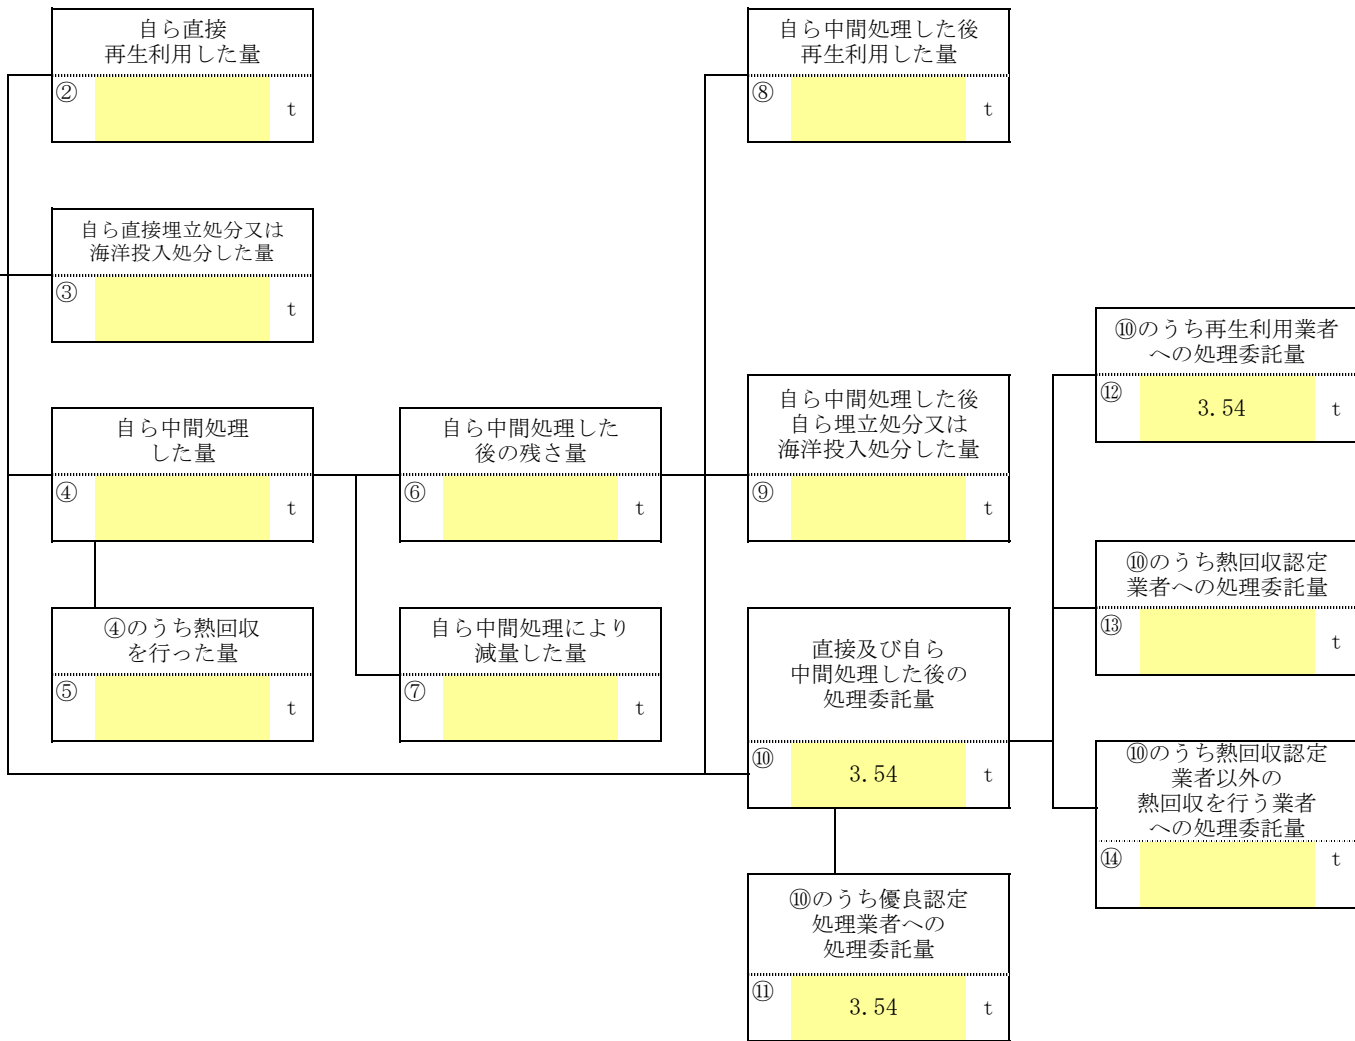 自ら直接
再生利用した量
②
t
自ら直接埋立処分又は
海洋投入処分した量
③
t
自ら中間処理
した量
④
t
④のうち熱回収
を行った量
⑤
t
自ら中間処理した
後の残さ量
⑥
t
自ら中間処理により
減量した量
⑦
t
自ら中間処理した後
再生利用した量
⑧
t
自ら中間処理した後
自ら埋立処分又は
海洋投入処分した量
⑨
t
直接及び自ら
中間処理した後の
処理委託量
⑩ 3.54 t
⑩のうち優良認定
処理業者への
処理委託量
⑪ 3.54 t
⑩のうち再生利用業者
への処理委託量
⑫ 3.54 t
⑩のうち熱回収認定
業者への処理委託量
⑬
t
⑩のうち熱回収認定
業者以外の
熱回収を行う業者
への処理委託量
⑭
t